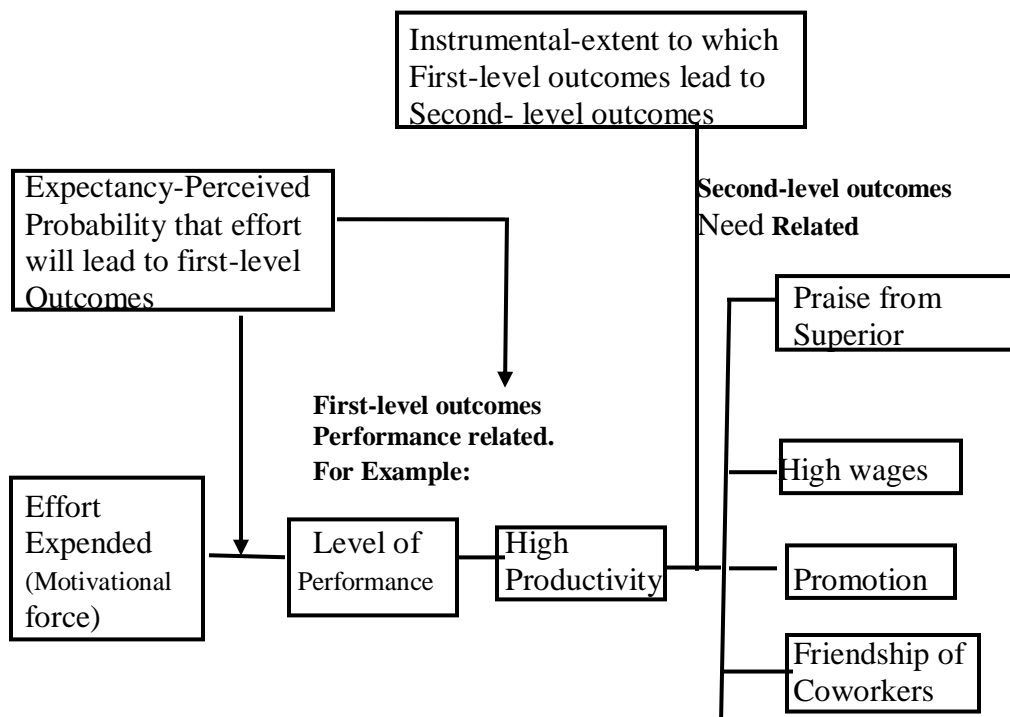 Instrumental-extent to which
First-level outcomes lead to
Second- level outcomes
Expectancy-Perceived
Probability that effort
will lead to first-level
Outcomes
Second-level outcomes
Need Related
Praise from
Superior
First-level outcomes
Performance related.
For Example:
High wages
Effort
Expended
(Motivational
force)
Level of
Performance
High
Productivity
Promotion
Friendship of
Coworkers